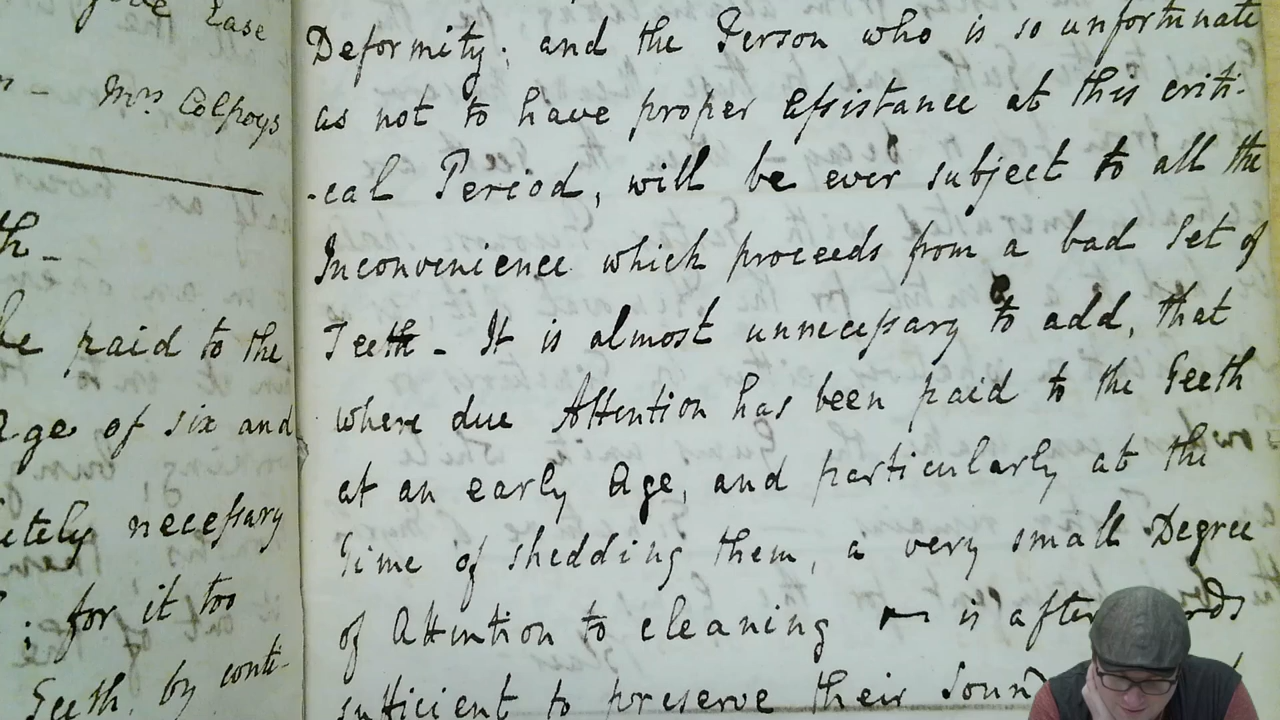 give Ease
Mrs. Colpoys
th.
be paid to the
Age of six and
necessary
; for it too
Teeth, by conti-
Deformity; and the Person who is so unfortunate
as not to have proper Assistance at this criti-
-cal Period, will be ever subject to all the
Inconvenience which proceeds from a bad Set of
Teeth - It is almost unnecessary to add, that
where due Attention has been paid to the Teeth
at an early Age, and particularly at the
Time of shedding them, a very small Degree
of Attention to cleaning is
sufficient to preserve their